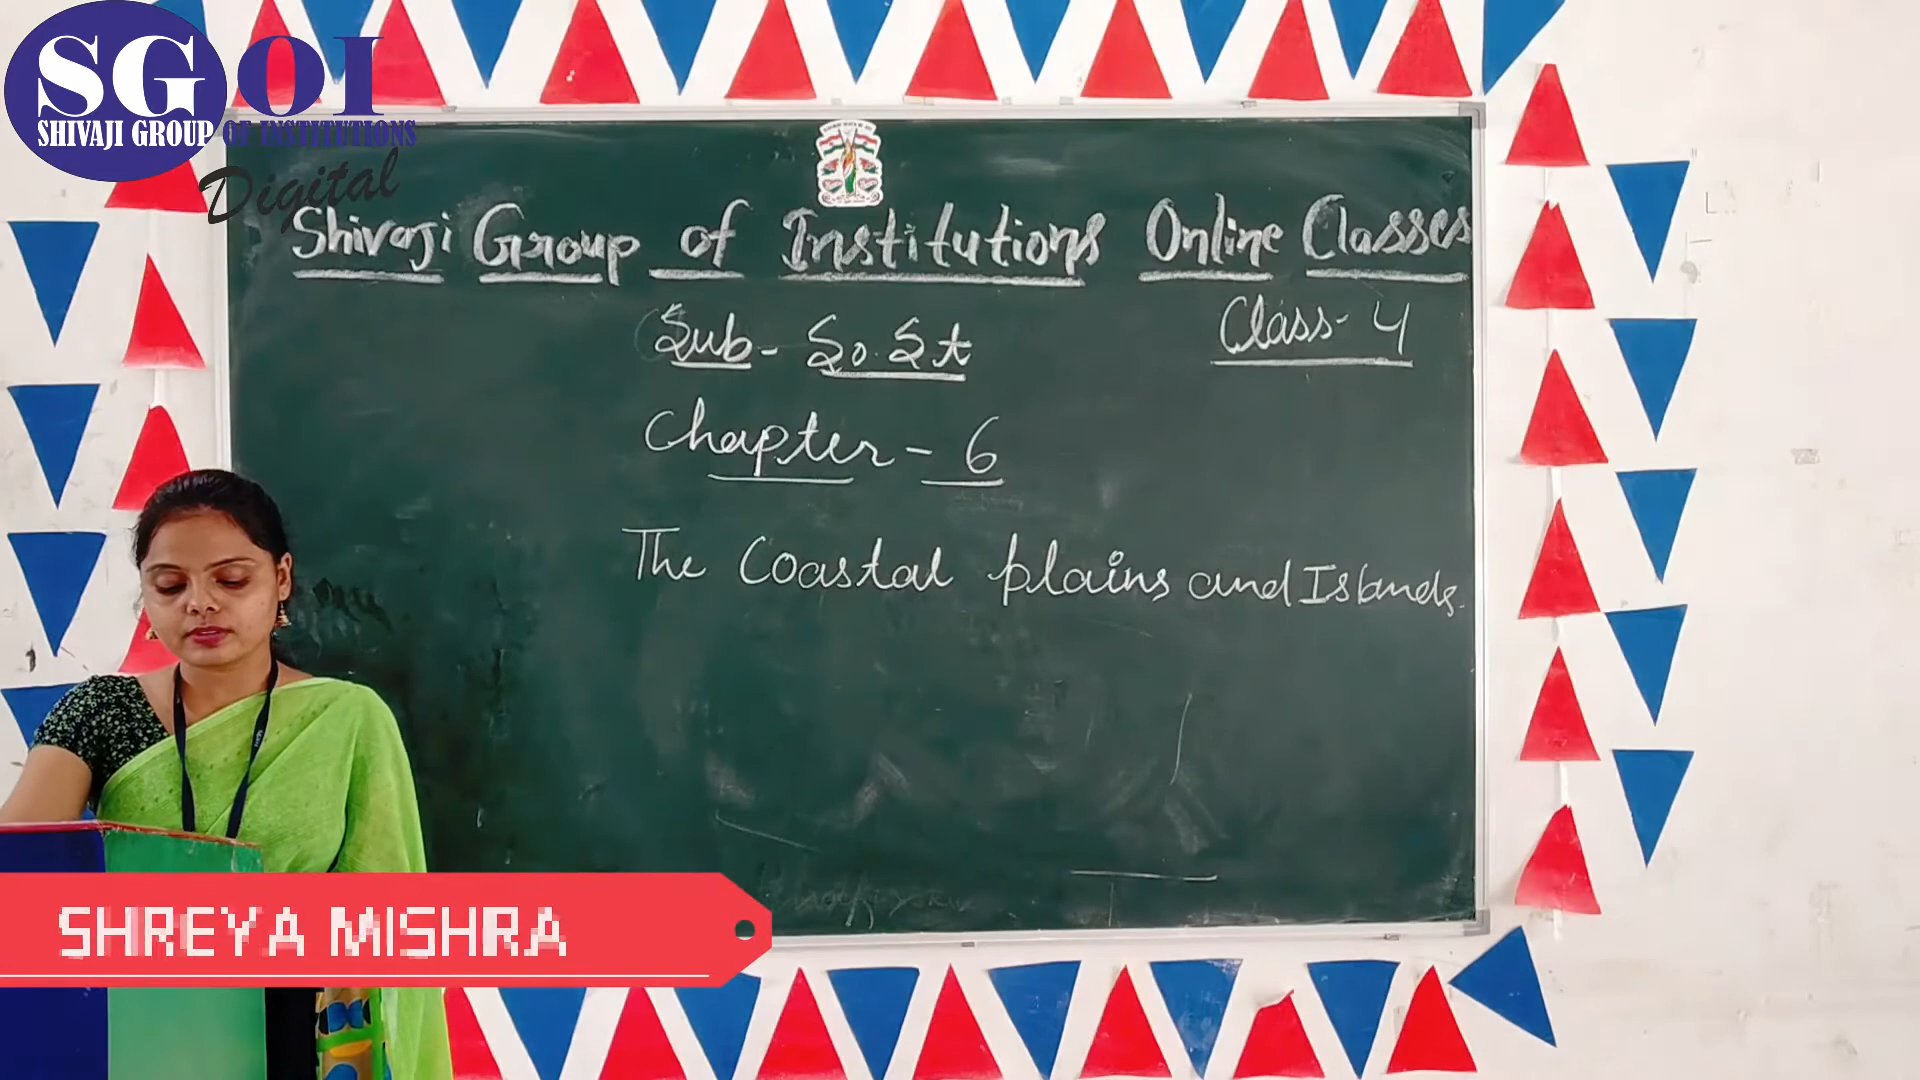 SGOI
SHIVAJI GROUP OF INSTITUTIONS
Digital
Shivaji Group of Institutions Online Classes
Sub - So. St
Class - 4
Chapter - 6
The Coastal plains and Islands.
SHREYA MISHRA